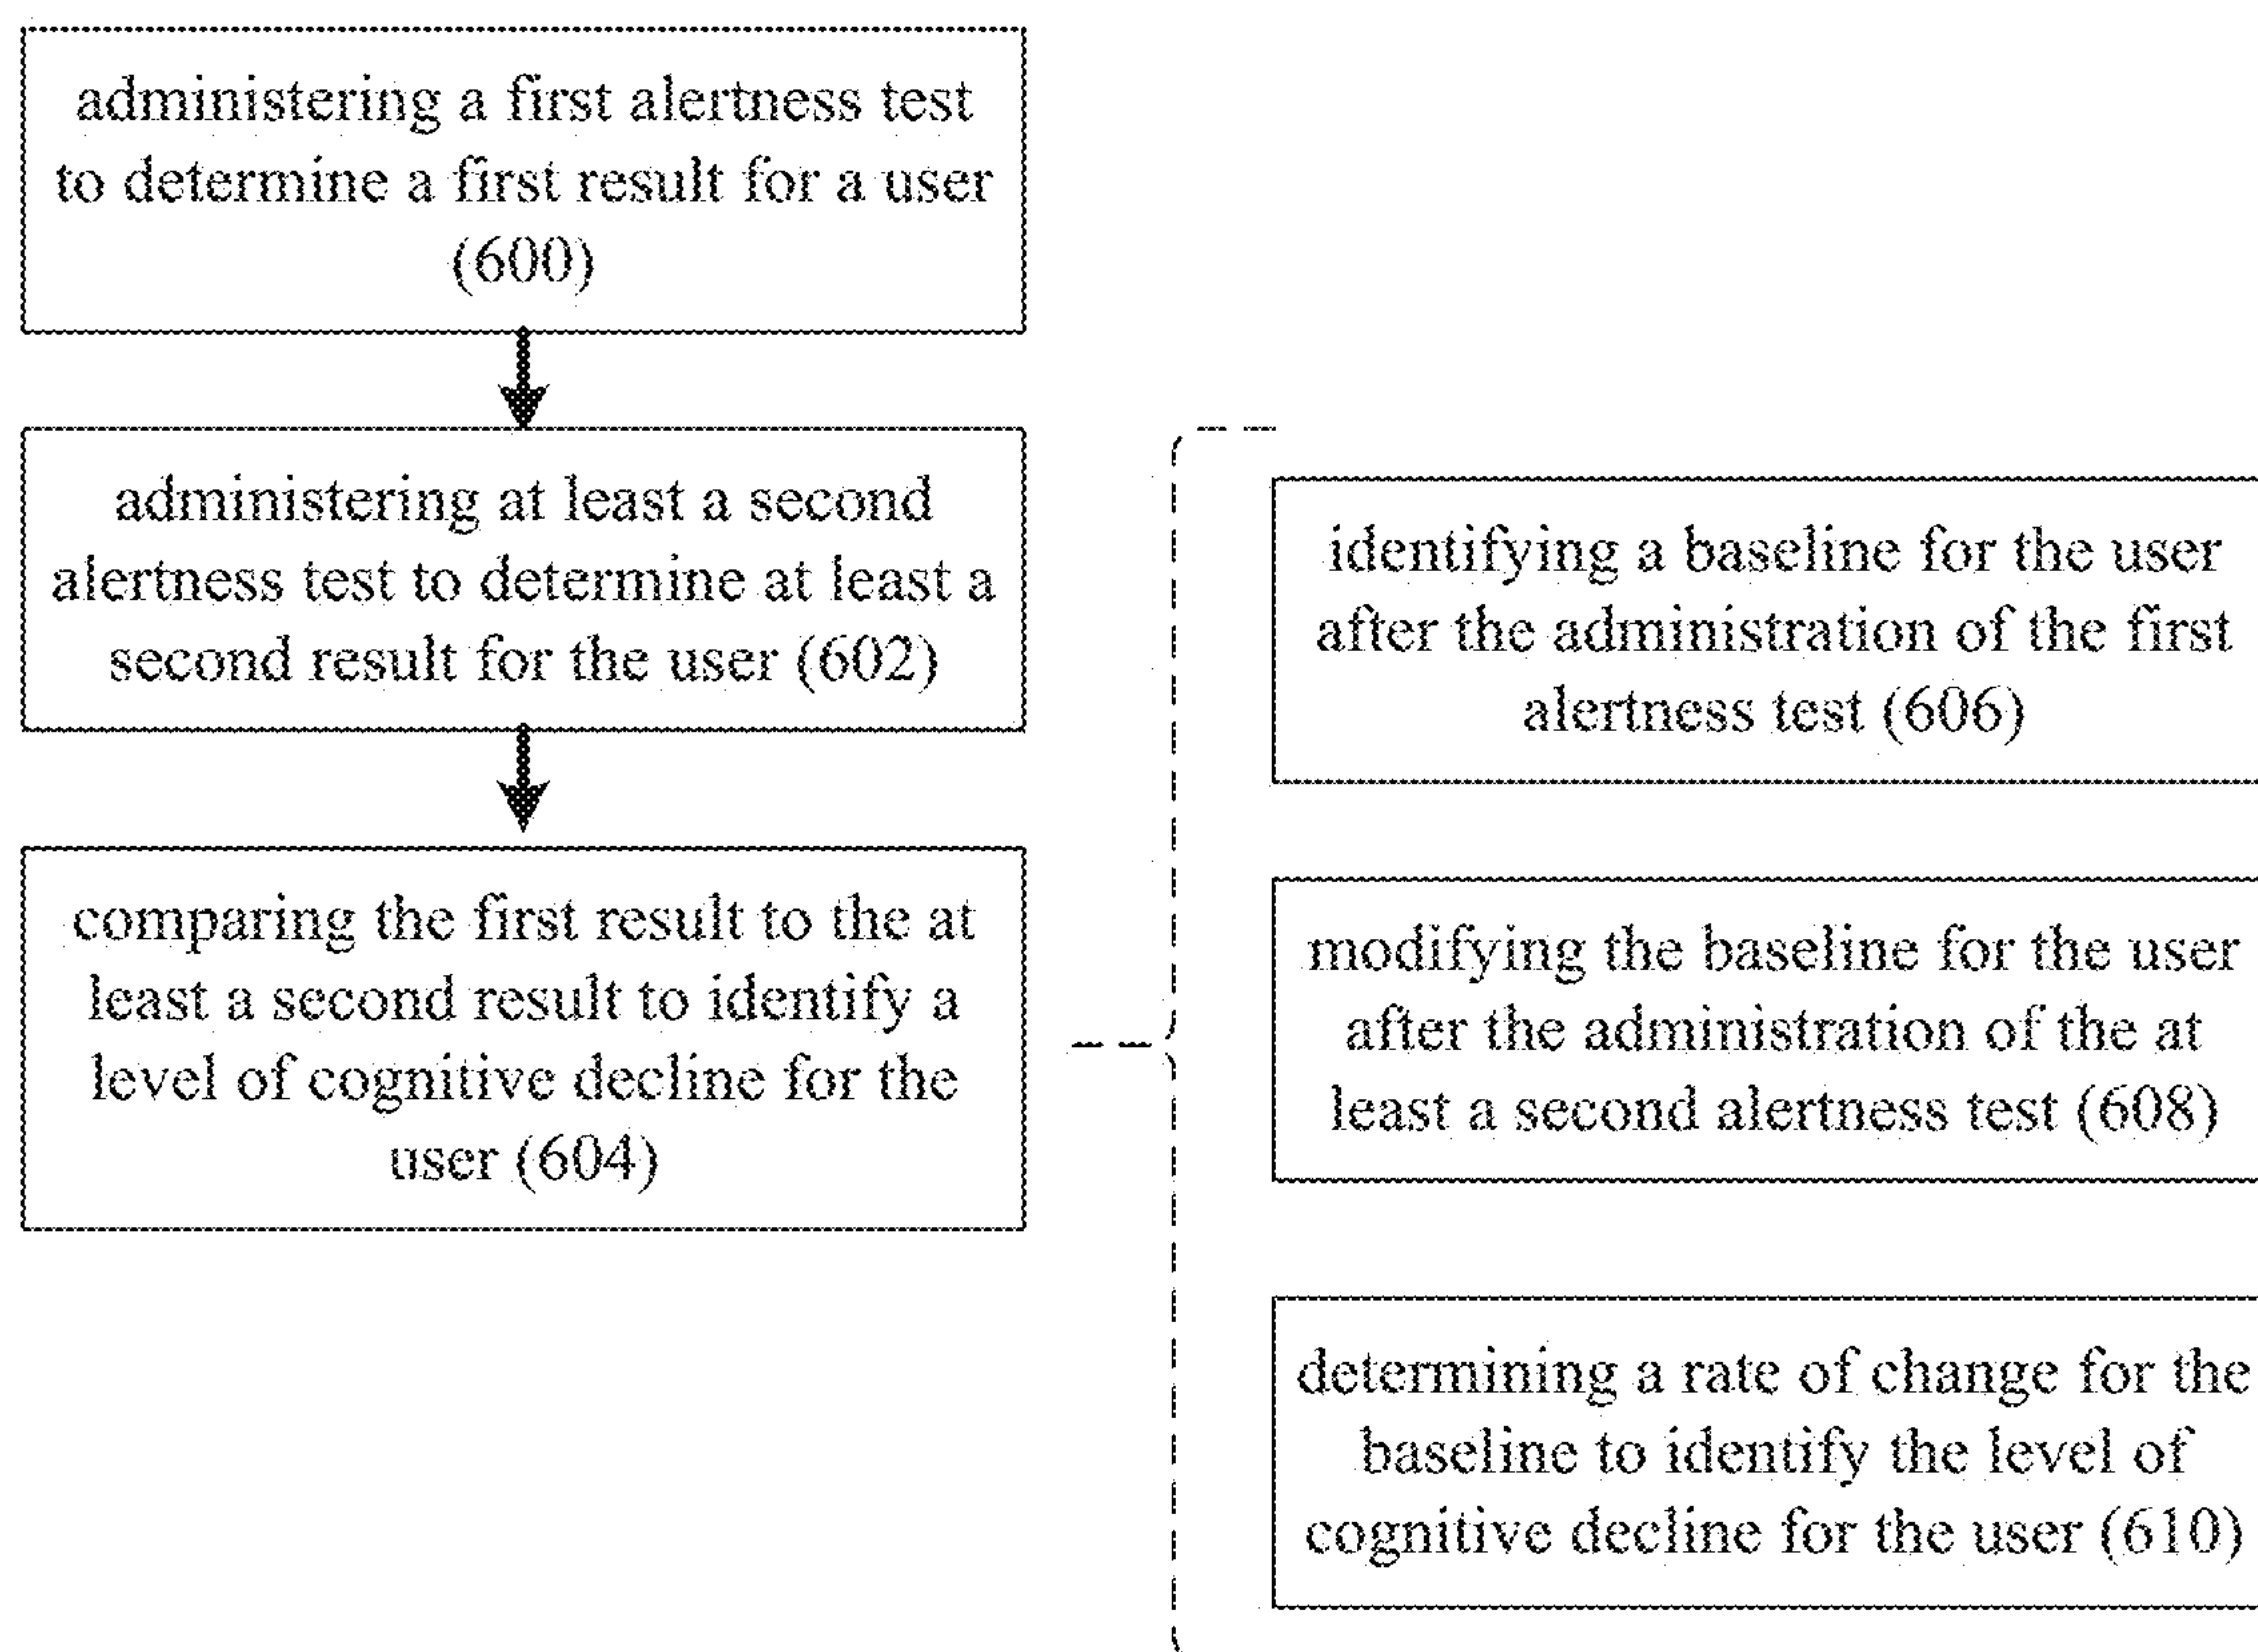 administering a first alertness test
to determine a first result for a user
(600)
administering at least a second
alertness test to determine at least a
second result for the user (602)
comparing the first result to the at
least a second result to identify a
level of cognitive decline for the
user (604)
identifying a baseline for the user
after the administration of the first
alertness test (606)
modifying the baseline for the user
after the administration of the at
least a second alertness test (608)
determining a rate of change for the
baseline to identify the level of
cognitive decline for the user (610)